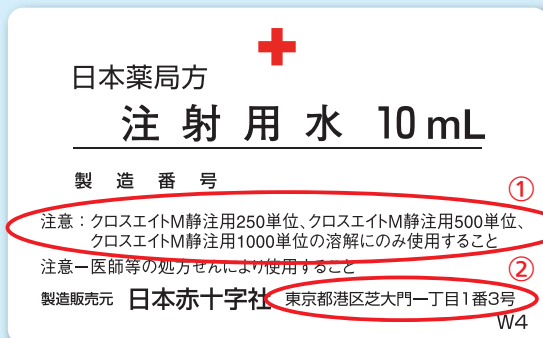 日本薬局方
注射用水 10mL
製造番号
①
注意：クロスエイトM静注用250単位、クロスエイトM静注用500単位、
クロスエイトM静注用1000単位の溶解にのみ使用すること
注意－医師等の処方せんにより使用すること
②
製造販売元 日本赤十字社 東京都港区芝大門一丁目1番3号
W4